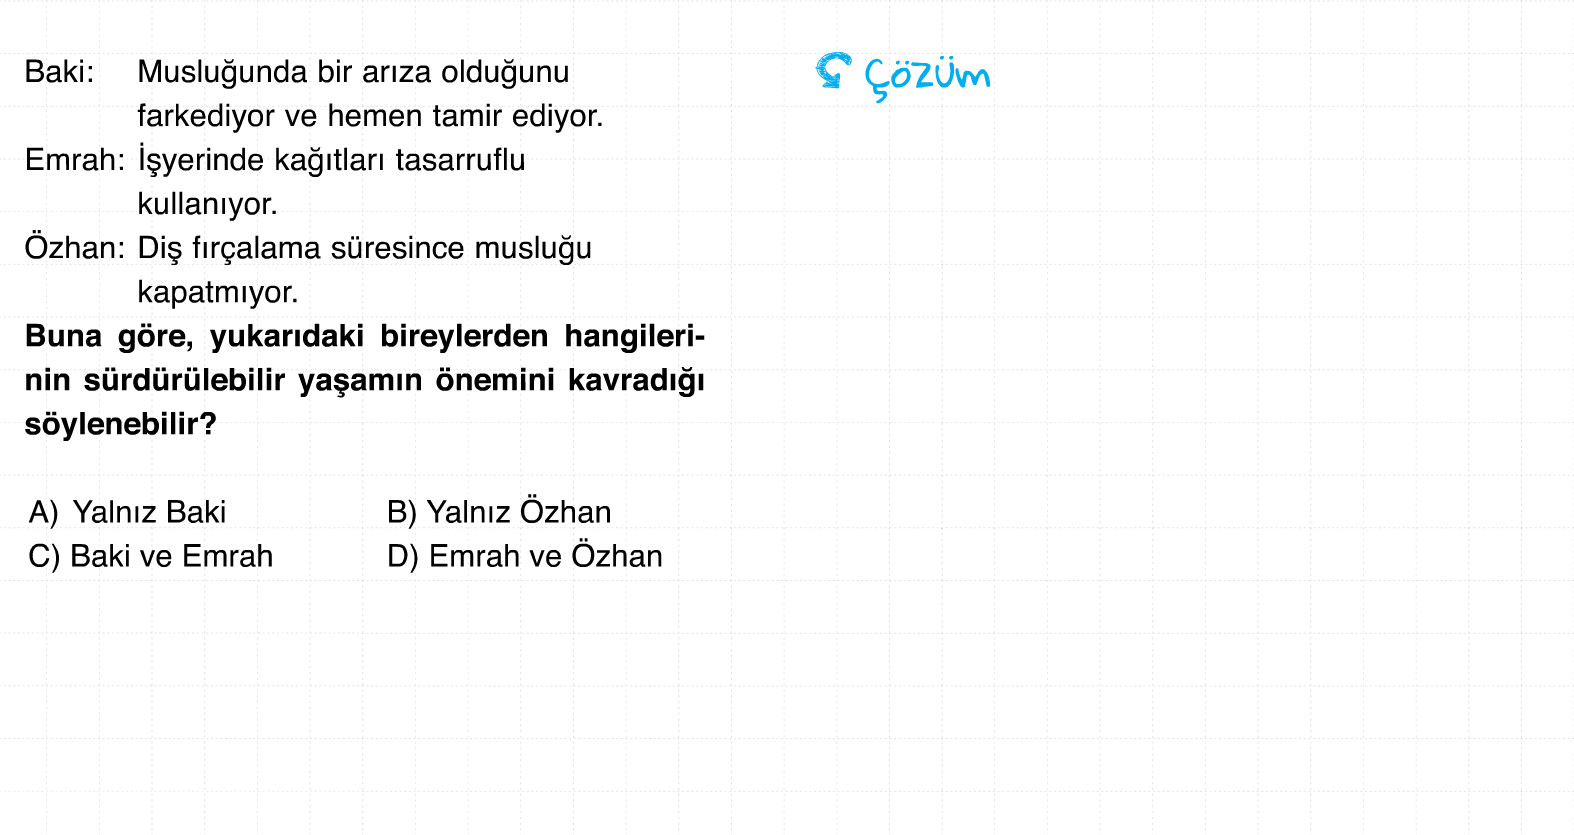 Baki: Musluğunda bir arıza olduğunu
farkediyor ve hemen tamir ediyor.
Emrah: İşyerinde kağıtları tasarruflu
kullanıyor.
Özhan: Diş fırçalama süresince musluğu
kapatmıyor.
Buna göre, yukarıdaki bireylerden hangileri-
nin sürdürülebilir yaşamın önemini kavradığı
söylenebilir?
A) Yalnız Baki B) Yalnız Özhan
C) Baki ve Emrah D) Emrah ve Özhan
Çözüm